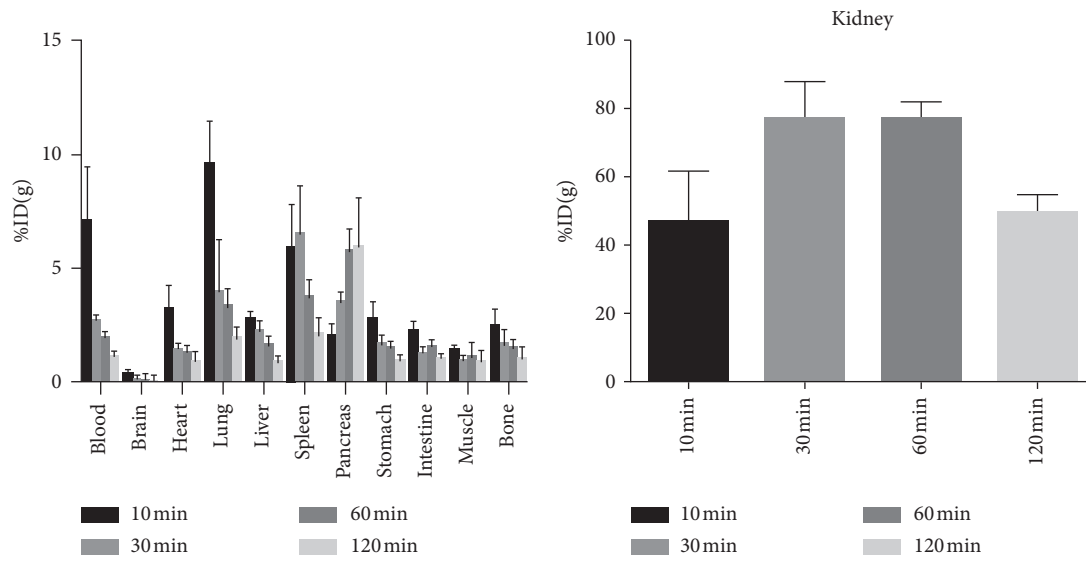 15
10
5
0
%ID(g)
Blood
Brain
Heart
Lung
Liver
Spleen
Pancreas
Stomach
Intestine
Muscle
Bone
10 min
30 min
60 min
120 min
Kidney
100
80
60
40
20
0
%ID(g)
10 min
30 min
60 min
120 min
10 min
30 min
60 min
120 min